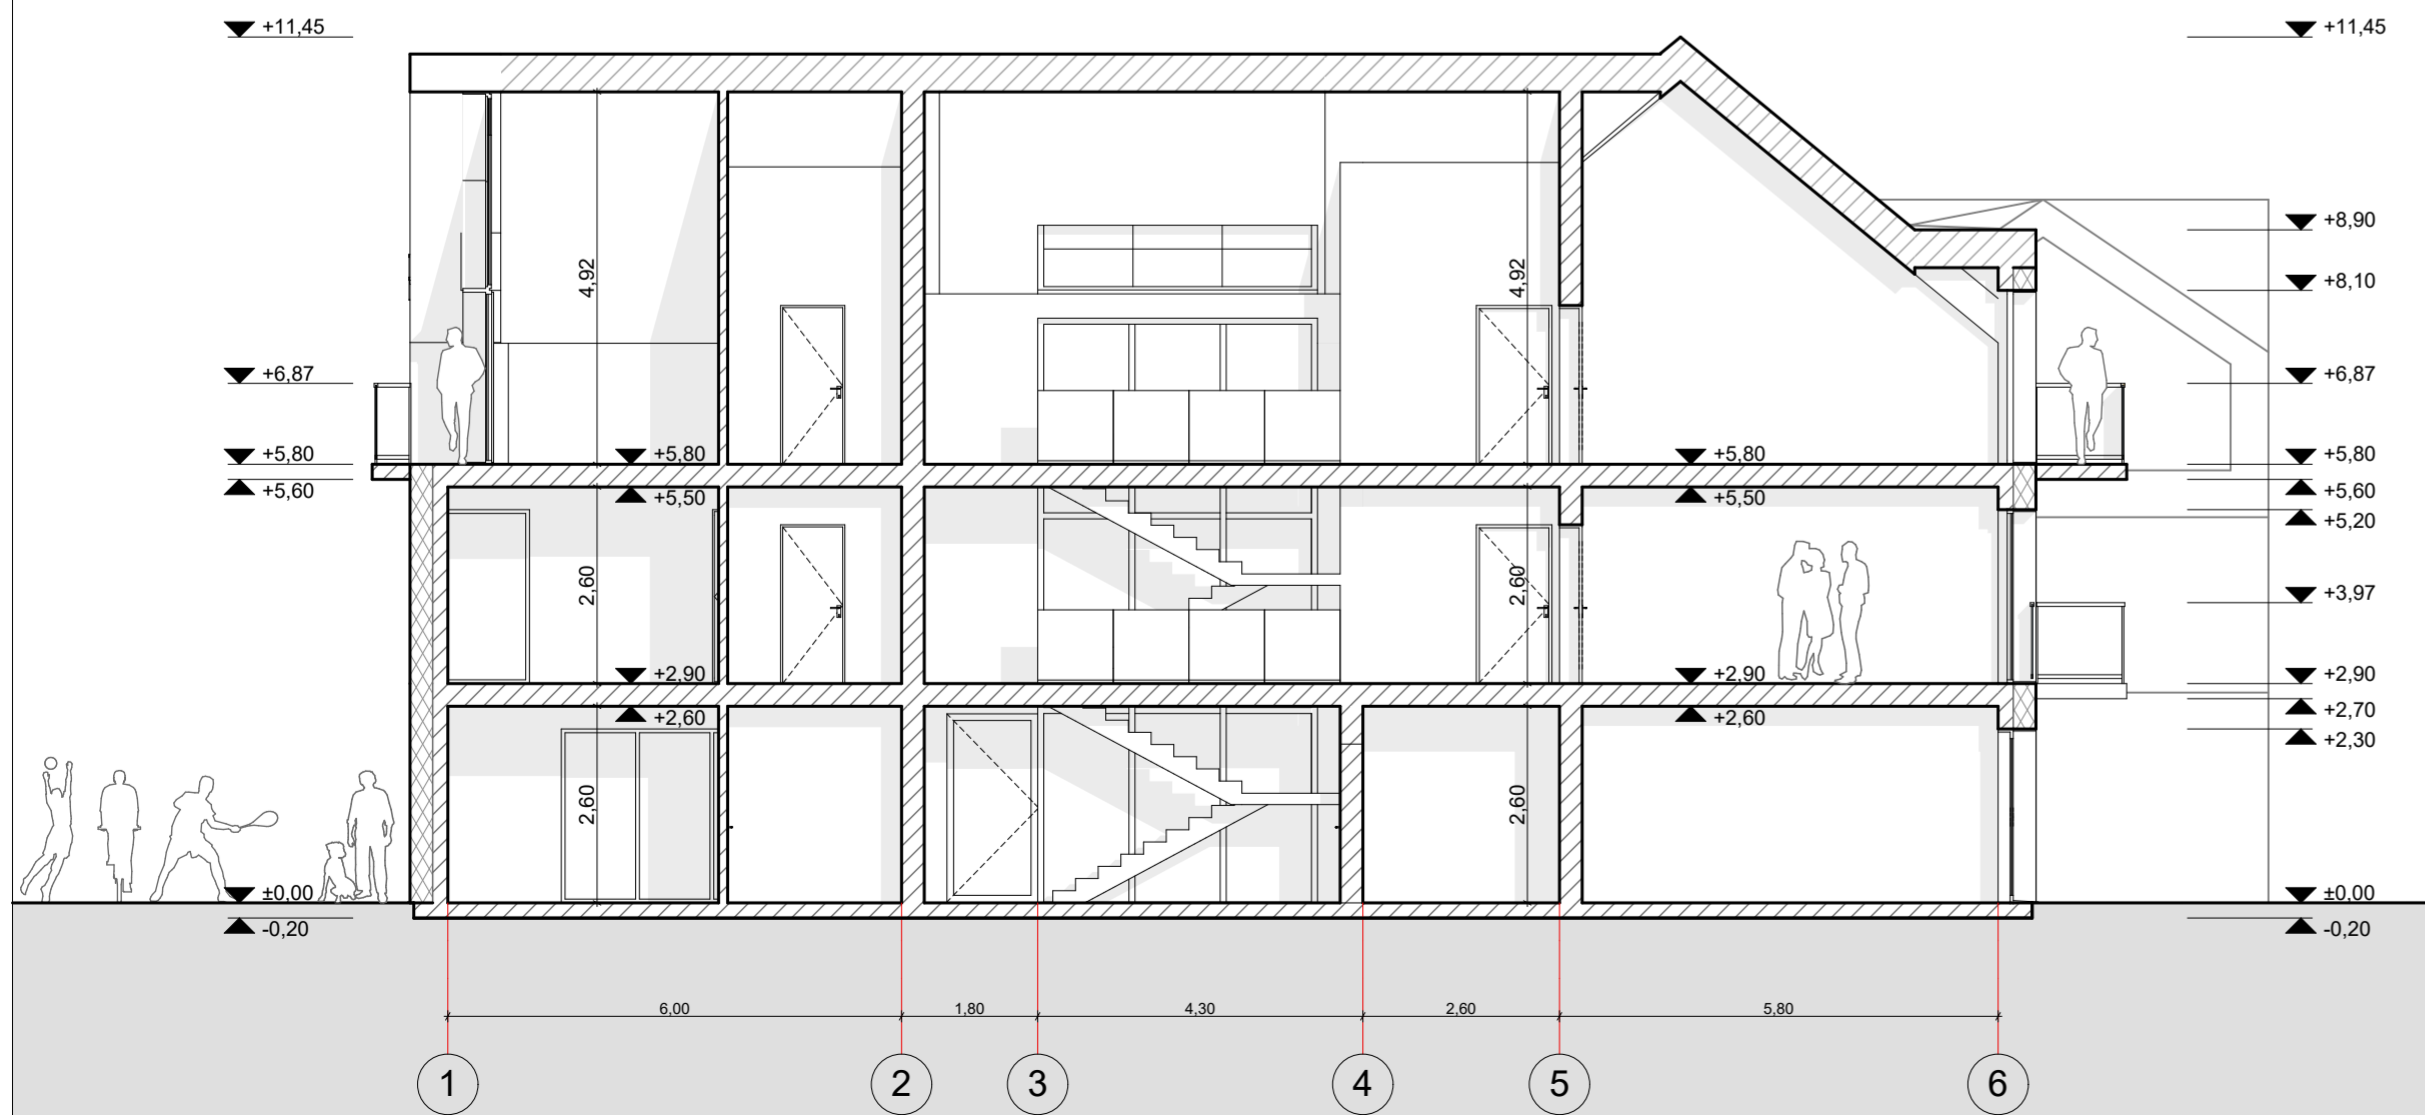 +11,45 +11,45
+8,90
4,92 4,92 +8,10
+6,87 +6,87
+5,80 +5,80 +5,80 +5,80
+5,60 +5,50 +5,50 +5,60
+5,20
2,60 2,60 +3,97
+2,90 +2,90 +2,90
+2,60 +2,60 +2,70
+2,30
2,60 2,60
±0,00 ±0,00
-0,20 -0,20
6,00 1,80 4,30 2,60 5,80
1 2 3 4 5 6